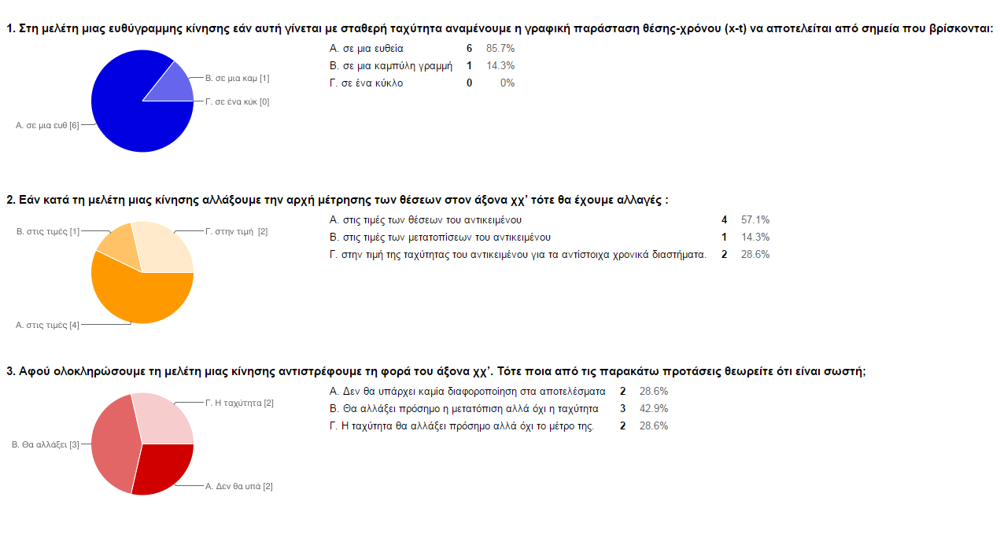 1. Στη μελέτη μιας ευθύγραμμης κίνησης εάν αυτή γίνεται με σταθερή ταχύτητα αναμένουμε η γραφική παράσταση θέσης-χρόνου (x-t) να αποτελείται από σημεία που βρίσκονται:
Α. σε μια ευθεία 6 85.7%
Β. σε μια καμπύλη γραμμή 1 14.3%
Γ. σε ένα κύκλο 0 0%
Β. σε μια καμ [1]
Γ. σε ένα κύκ [0]
Α. σε μια ευθ [6]
2. Εάν κατά τη μελέτη μιας κίνησης αλλάξουμε την αρχή μέτρησης των θέσεων στον άξονα χχ’ τότε θα έχουμε αλλαγές :
Α. στις τιμές των θέσεων του αντικειμένου 4 57.1%
Β. στις τιμές των μετατοπίσεων του αντικειμένου 1 14.3%
Γ. στην τιμή της ταχύτητας του αντικειμένου για τα αντίστοιχα χρονικά διαστήματα. 2 28.6%
Β. στις τιμές [1]
Γ. στην τιμή [2]
Α. στις τιμές [4]
3. Αφού ολοκληρώσουμε τη μελέτη μιας κίνησης αντιστρέφουμε τη φορά του άξονα χχ’. Τότε ποια από τις παρακάτω προτάσεις θεωρείτε ότι είναι σωστή;
Α. Δεν θα υπάρχει καμία διαφοροποίηση στα αποτελέσματα 2 28.6%
Β. Θα αλλάξει πρόσημο η μετατόπιση αλλά όχι η ταχύτητα 3 42.9%
Γ. Η ταχύτητα θα αλλάξει πρόσημο αλλά όχι το μέτρο της. 2 28.6%
Γ. Η ταχύτητα [2]
Β. Θα αλλάξει [3]
Α. Δεν θα υπά [2]